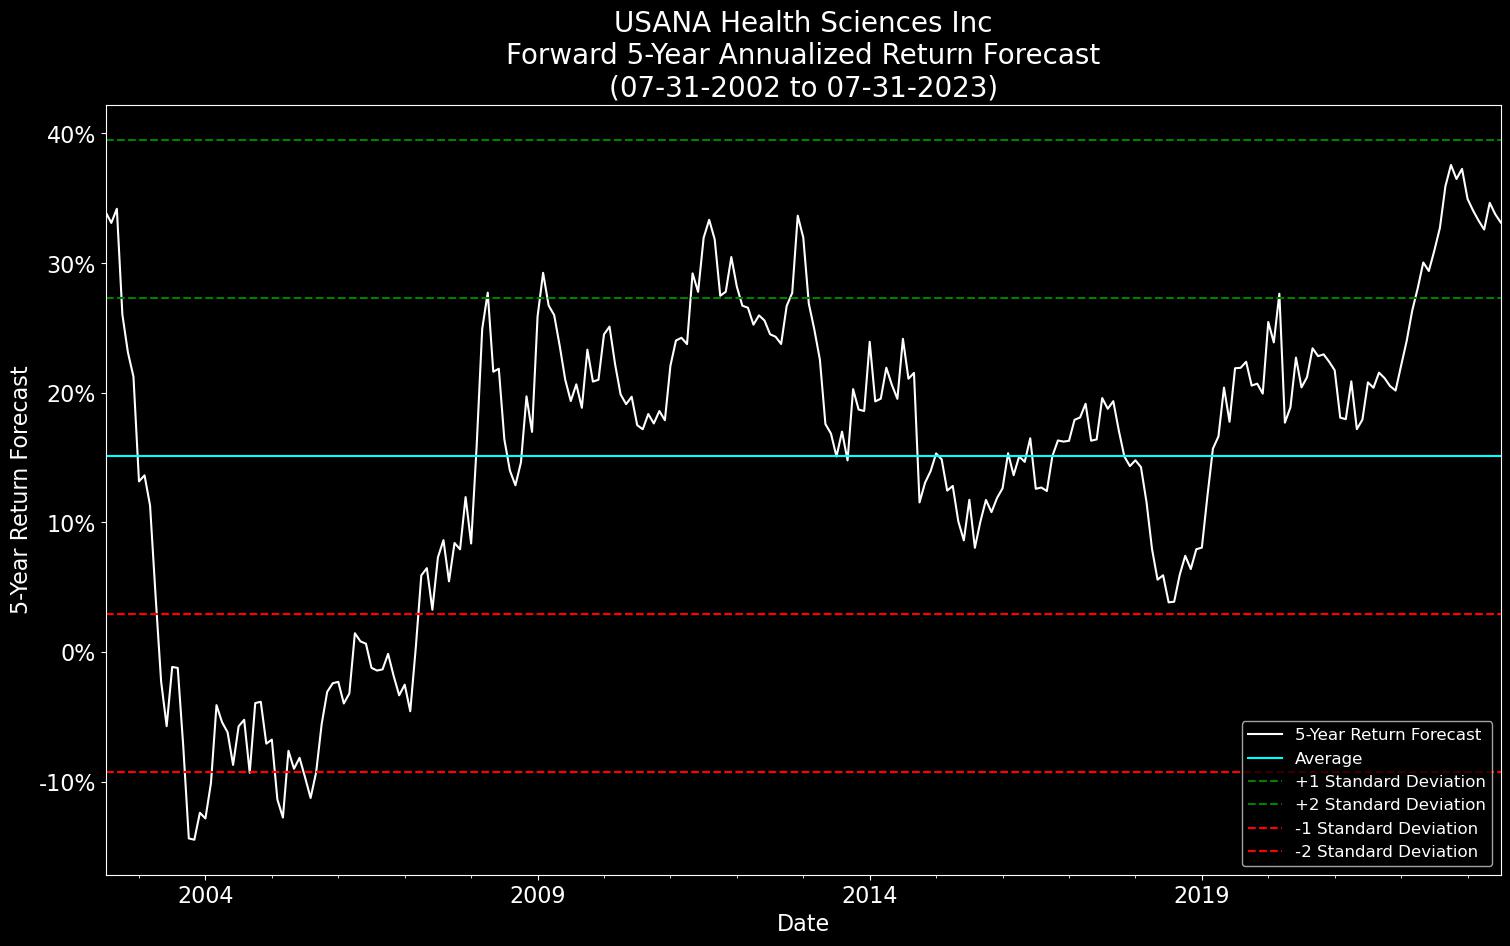 USANA Health Sciences Inc
Forward 5-Year Annualized Return Forecast
(07-31-2002 to 07-31-2023)
5-Year Return Forecast
40%
30%
20%
10%
0%
-10%
2004
2009
2014
2019
Date
5-Year Return Forecast
Average
+1 Standard Deviation
+2 Standard Deviation
-1 Standard Deviation
-2 Standard Deviation